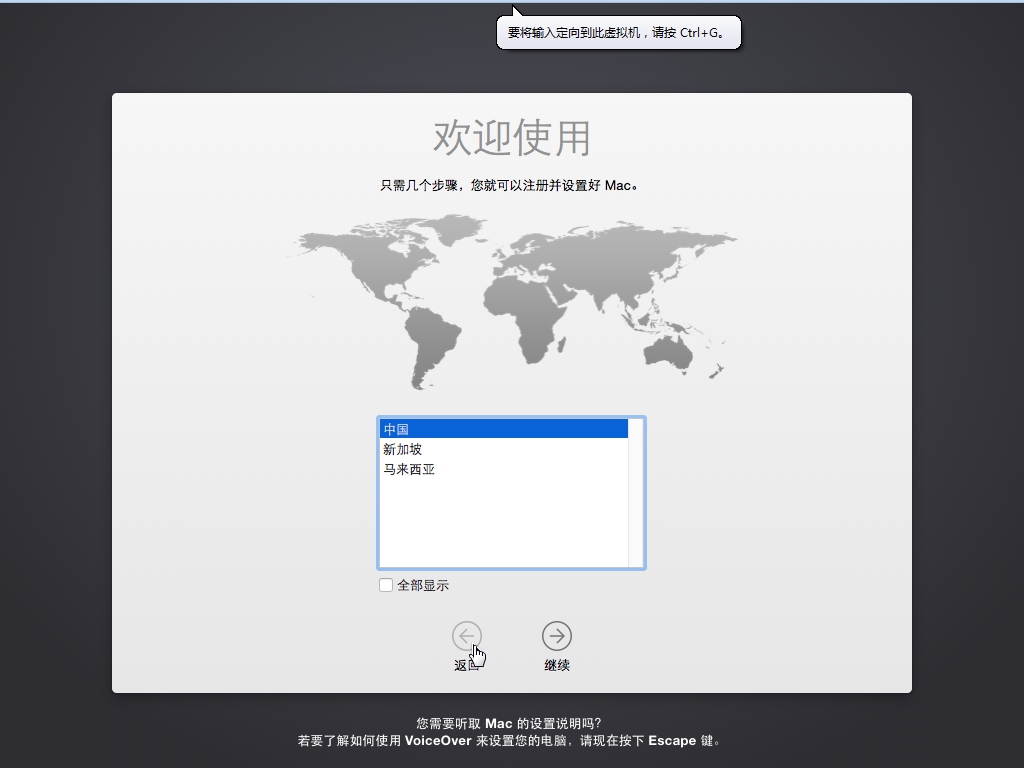 要将输入定向到此虚拟机，请按 Ctrl+G。
欢迎使用
只需几个步骤，您就可以注册并设置好 Mac。
中国
新加坡
马来西亚
全部显示
返回
继续
您需要听取 Mac 的设置说明吗？
若要了解如何使用 VoiceOver 来设置您的电脑，请现在按下 Escape 键。